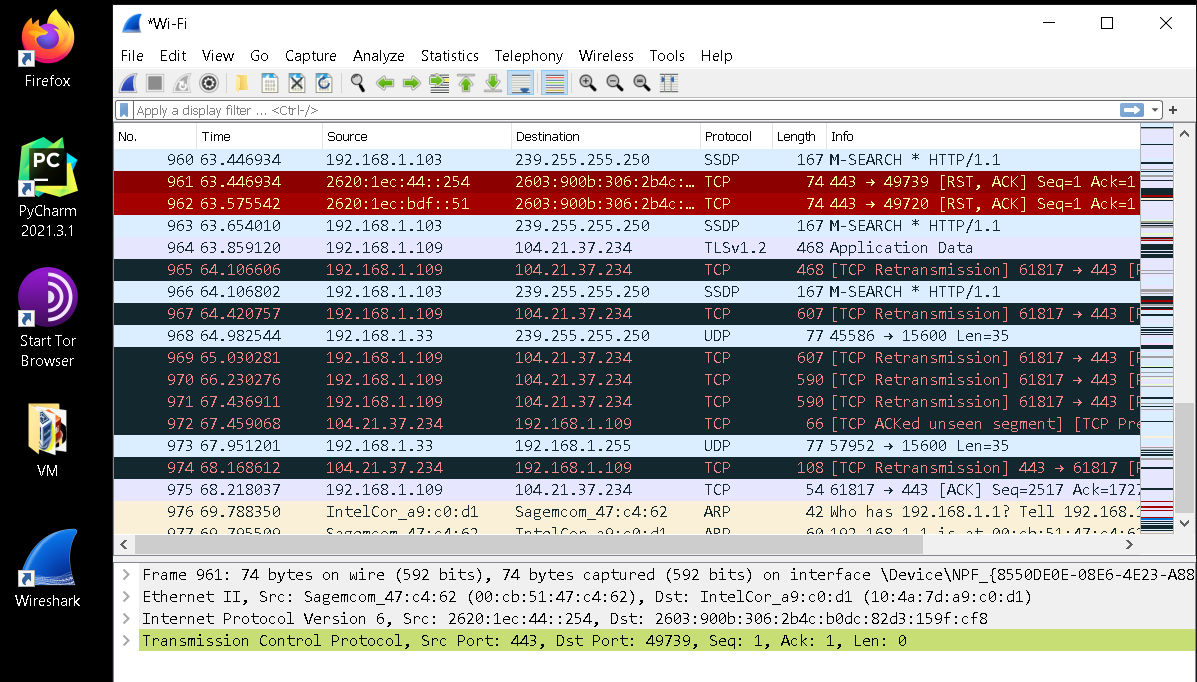 Firefox
PC
PyCharm
2021.3.1
Start Tor
Browser
VM
Wireshark
*Wi-Fi
File Edit View Go Capture Analyze Statistics Telephony Wireless Tools Help
Apply a display filter ... <Ctrl-/>
No. Time Source Destination Protocol Length Info
960 63.446934 192.168.1.103 239.255.255.250 SSDP 167 M-SEARCH * HTTP/1.1
961 63.446934 2620:1ec:44::254 2603:900b:306:2b4c:… TCP 74 443 → 49739 [RST, ACK] Seq=1 Ack=1
962 63.575542 2620:1ec:bdf::51 2603:900b:306:2b4c:… TCP 74 443 → 49720 [RST, ACK] Seq=1 Ack=1
963 63.654010 192.168.1.103 239.255.255.250 SSDP 167 M-SEARCH * HTTP/1.1
964 63.859120 192.168.1.109 104.21.37.234 TLSv1.2 468 Application Data
965 64.106606 192.168.1.109 104.21.37.234 TCP 468 [TCP Retransmission] 61817 → 443 [
966 64.106802 192.168.1.103 239.255.255.250 SSDP 167 M-SEARCH * HTTP/1.1
967 64.420757 192.168.1.109 104.21.37.234 TCP 607 [TCP Retransmission] 61817 → 443 [
968 64.982544 192.168.1.33 239.255.255.250 UDP 77 45586 → 15600 Len=35
969 65.030281 192.168.1.109 104.21.37.234 TCP 607 [TCP Retransmission] 61817 → 443 [
970 66.230276 192.168.1.109 104.21.37.234 TCP 590 [TCP Retransmission] 61817 → 443 [
971 67.436911 192.168.1.109 104.21.37.234 TCP 590 [TCP Retransmission] 61817 → 443 [
972 67.459068 104.21.37.234 192.168.1.109 TCP 66 [TCP ACKed unseen segment] [TCP Pre
973 67.951201 192.168.1.33 192.168.1.255 UDP 77 57952 → 15600 Len=35
974 68.168612 104.21.37.234 192.168.1.109 TCP 108 [TCP Retransmission] 443 → 61817 [
975 68.218037 192.168.1.109 104.21.37.234 TCP 54 61817 → 443 [ACK] Seq=2517 Ack=1727
976 69.788350 IntelCor_a9:c0:d1 Sagemcom_47:c4:62 ARP 42 Who has 192.168.1.1? Tell 192.168.1
977 69.795509 Sagemcom_47:c4:62 IntelCor_a9:c0:d1 ARP 60 192.168.1.1 is at 00:cb:51:47:c4:6
Frame 961: 74 bytes on wire (592 bits), 74 bytes captured (592 bits) on interface \Device\NPF_{8550DE0E-08E6-4E23-A88
Ethernet II, Src: Sagemcom_47:c4:62 (00:cb:51:47:c4:62), Dst: IntelCor_a9:c0:d1 (10:4a:7d:a9:c0:d1)
Internet Protocol Version 6, Src: 2620:1ec:44::254, Dst: 2603:900b:306:2b4c:b0dc:82d3:159f:cf8
Transmission Control Protocol, Src Port: 443, Dst Port: 49739, Seq: 1, Ack: 1, Len: 0